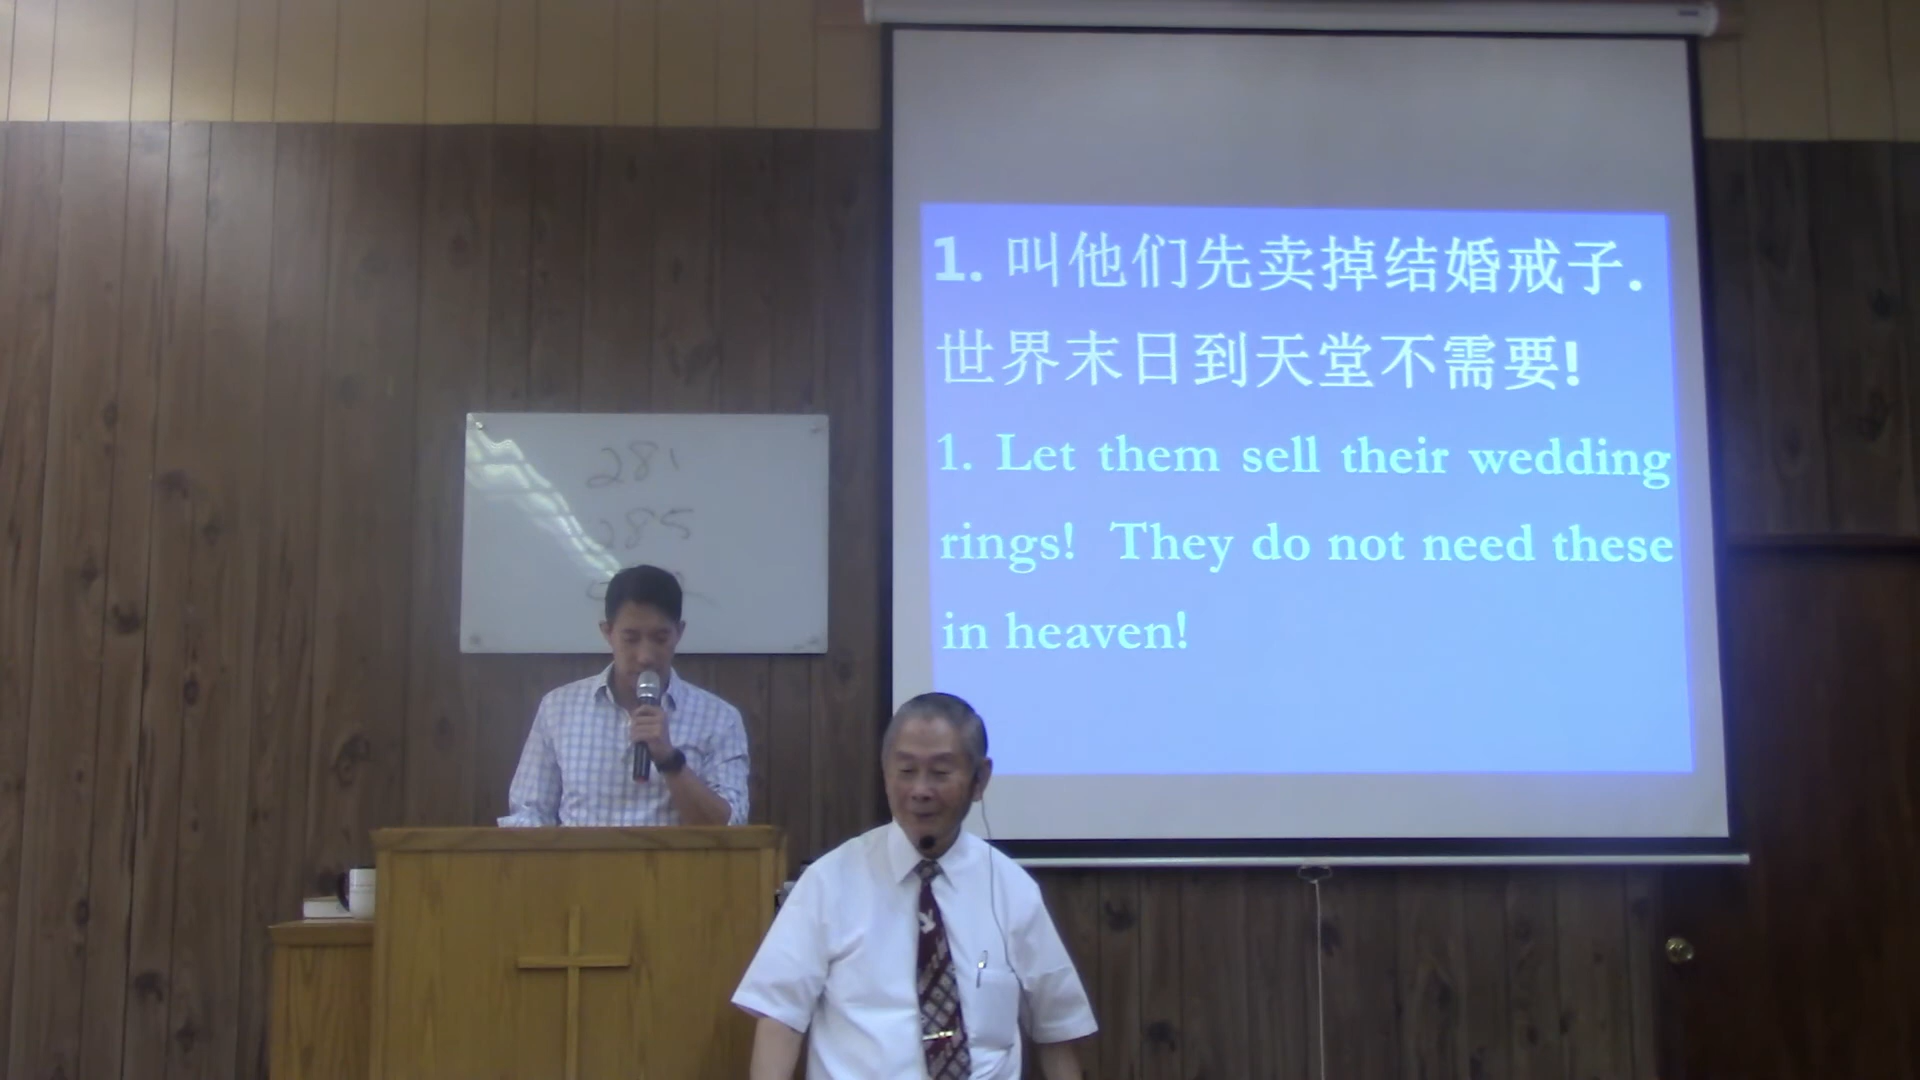 1. 叫他们先卖掉结婚戒子.
世界末日到天堂不需要!
1. Let them sell their wedding
rings! They do not need these
in heaven!
281
285